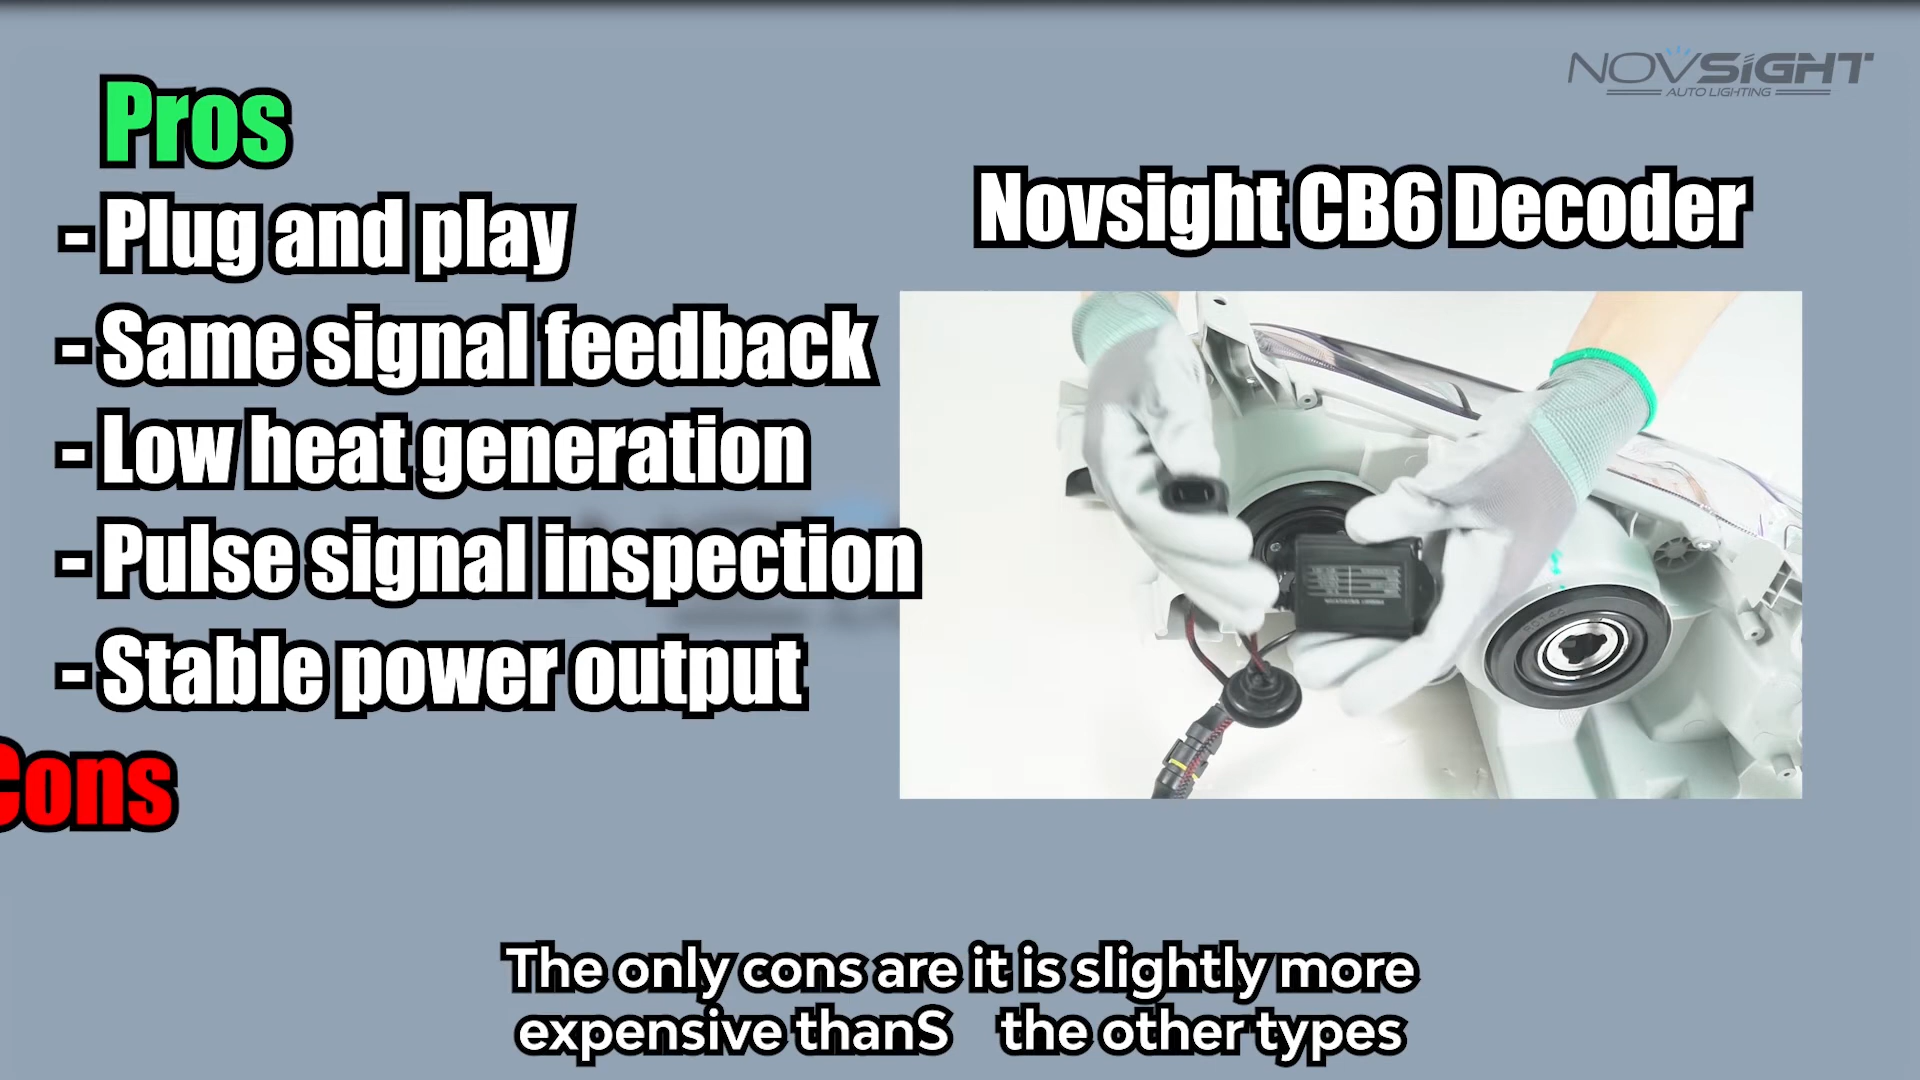 NOVSIGHT
AUTO LIGHTING
Pros
- Plug and play
- Same signal feedback
- Low heat generation
- Pulse signal inspection
- Stable power output
Cons
Novsight CB6 Decoder
The only cons are it is slightly more
expensive thanS the other types